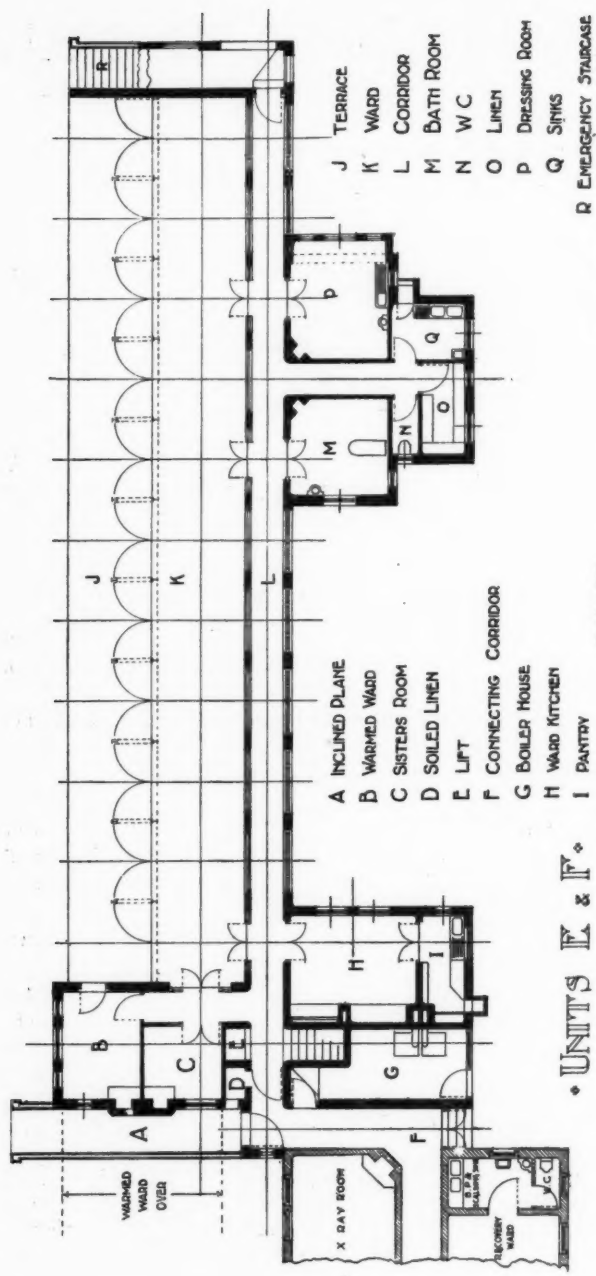 R
J TERRACE
K WARD
L CORRIDOR
M BATH ROOM
N W C
O LINEN
P DRESSING ROOM
Q SINKS
R EMERGENCY STAIRCASE
J
K
L
P
Q
M
N
O
A INCLINED PLANE
B WARMED WARD
C SISTERS ROOM
D SOILED LINEN
E LIFT
F CONNECTING CORRIDOR
G BOILER HOUSE
H WARD KITCHEN
I PANTRY
B
C
E
D
A
WARMED
WARD
OVER
H
I
G
F
X RAY ROOM
RECOVERY
WARD
B.P.R
W.C
• UNITS E & F •